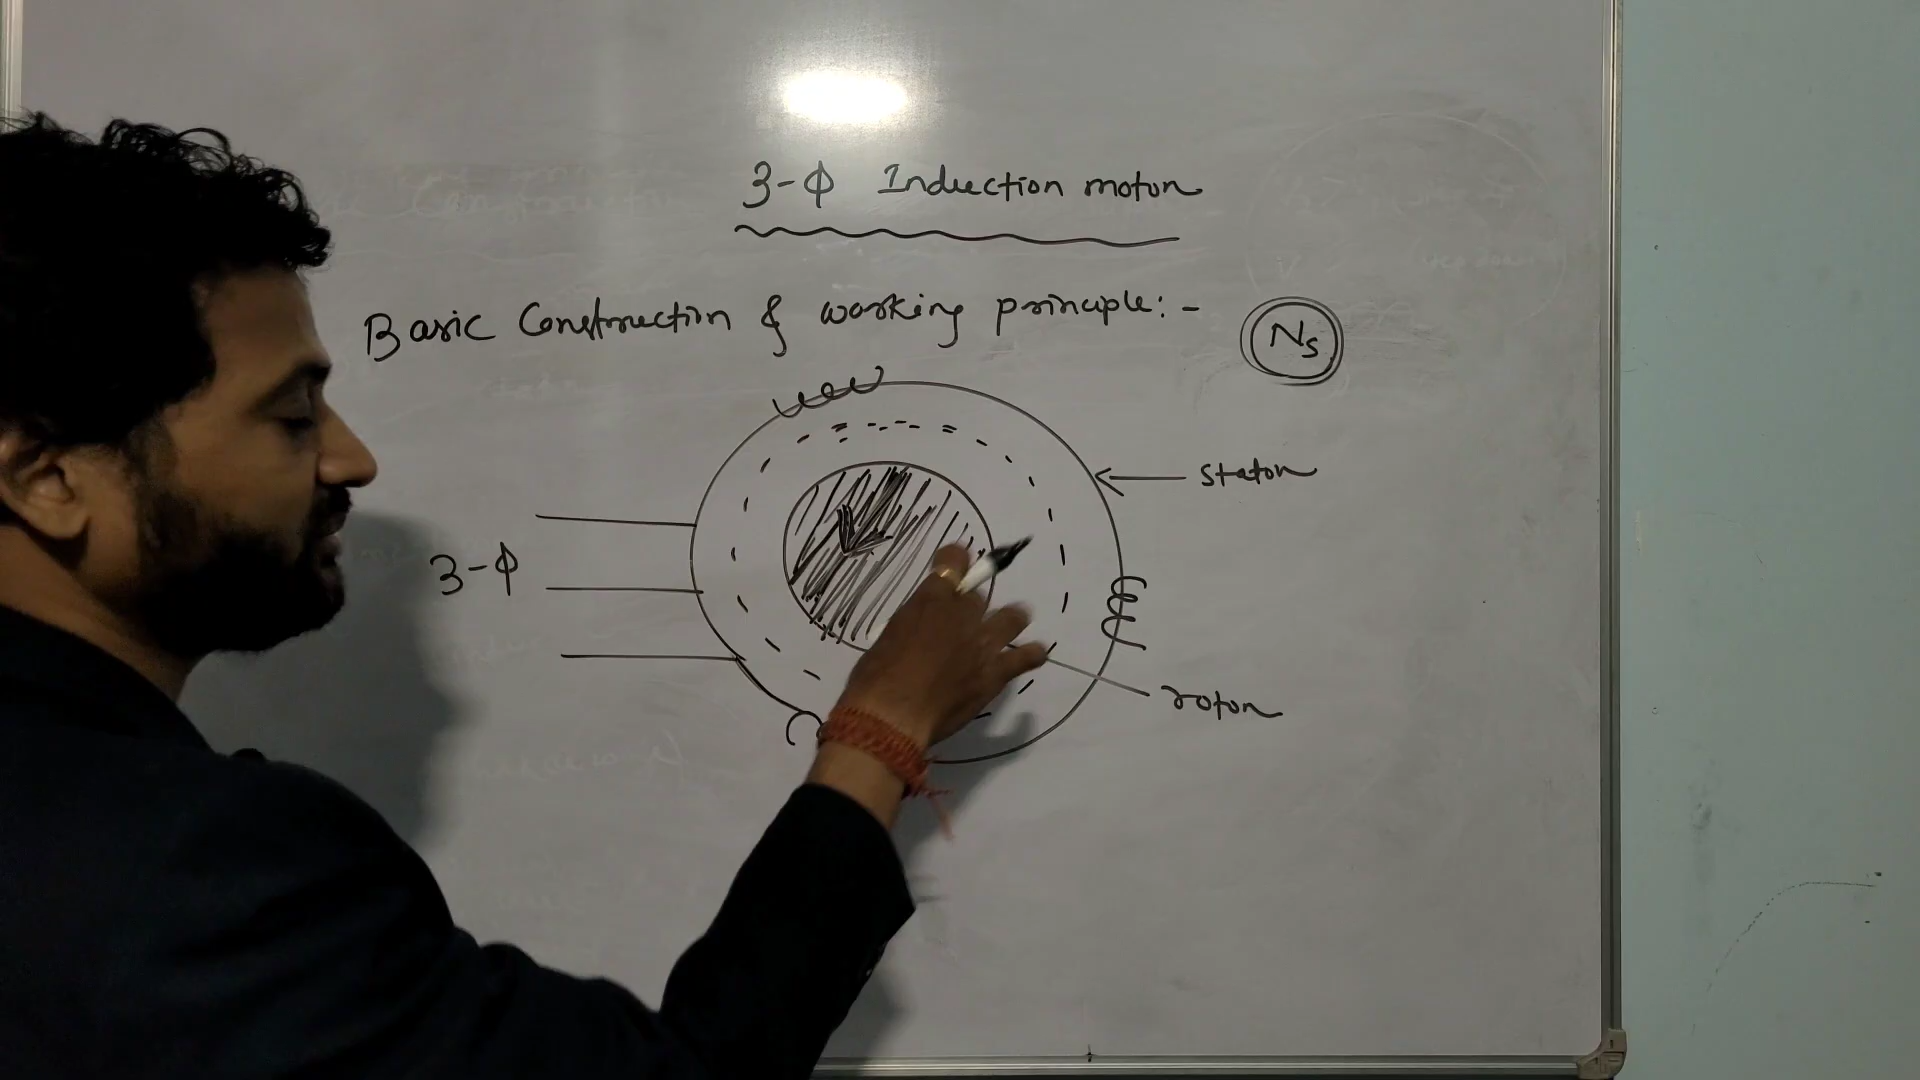 3-Φ Induction motor
Basic Construction & working principle:-
Ns
stator
3-Φ
rotor